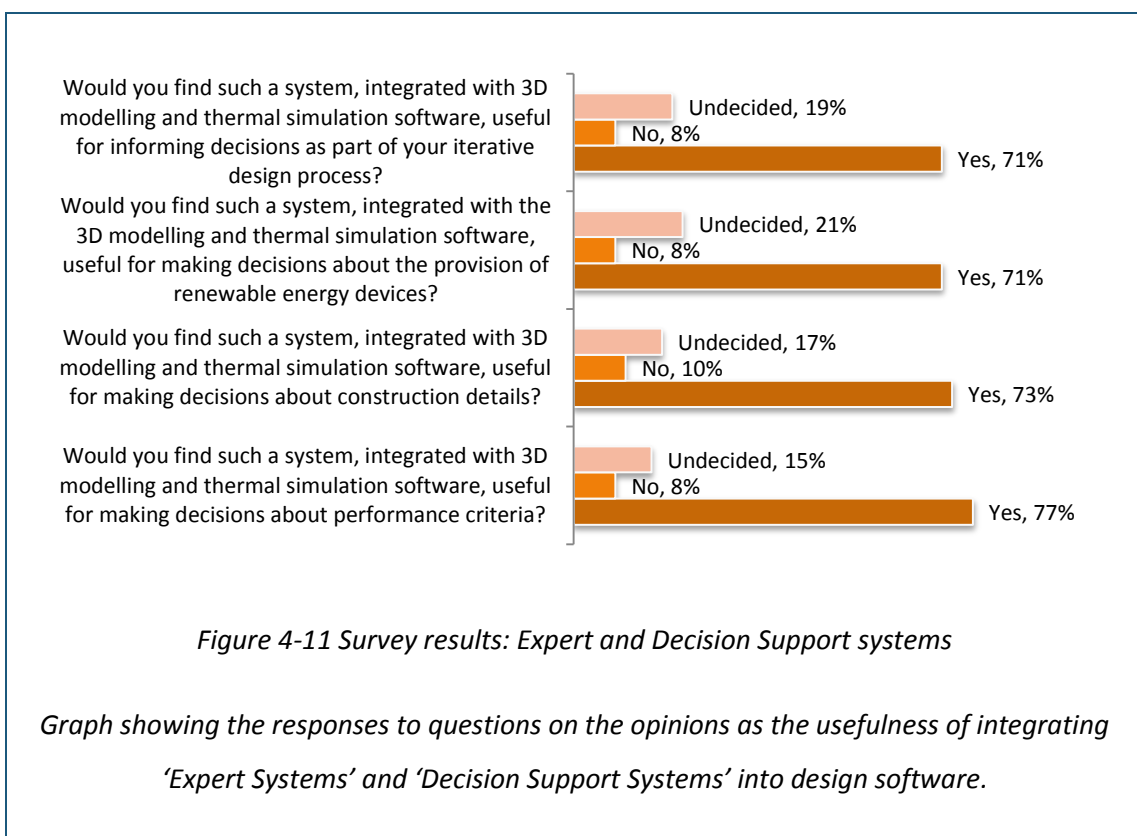 Would you find such a system, integrated with 3D
modelling and thermal simulation software, useful
for informing decisions as part of your iterative
design process?
Undecided, 19%
No, 8%
Yes, 71%
Would you find such a system, integrated with the
3D modelling and thermal simulation software,
useful for making decisions about the provision of
renewable energy devices?
Undecided, 21%
No, 8%
Yes, 71%
Would you find such a system, integrated with 3D
modelling and thermal simulation software, useful
for making decisions about construction details?
Undecided, 17%
No, 10%
Yes, 73%
Would you find such a system, integrated with 3D
modelling and thermal simulation software, useful
for making decisions about performance criteria?
Undecided, 15%
No, 8%
Yes, 77%
Figure 4-11 Survey results: Expert and Decision Support systems
Graph showing the responses to questions on the opinions as the usefulness of integrating
‘Expert Systems’ and ‘Decision Support Systems’ into design software.